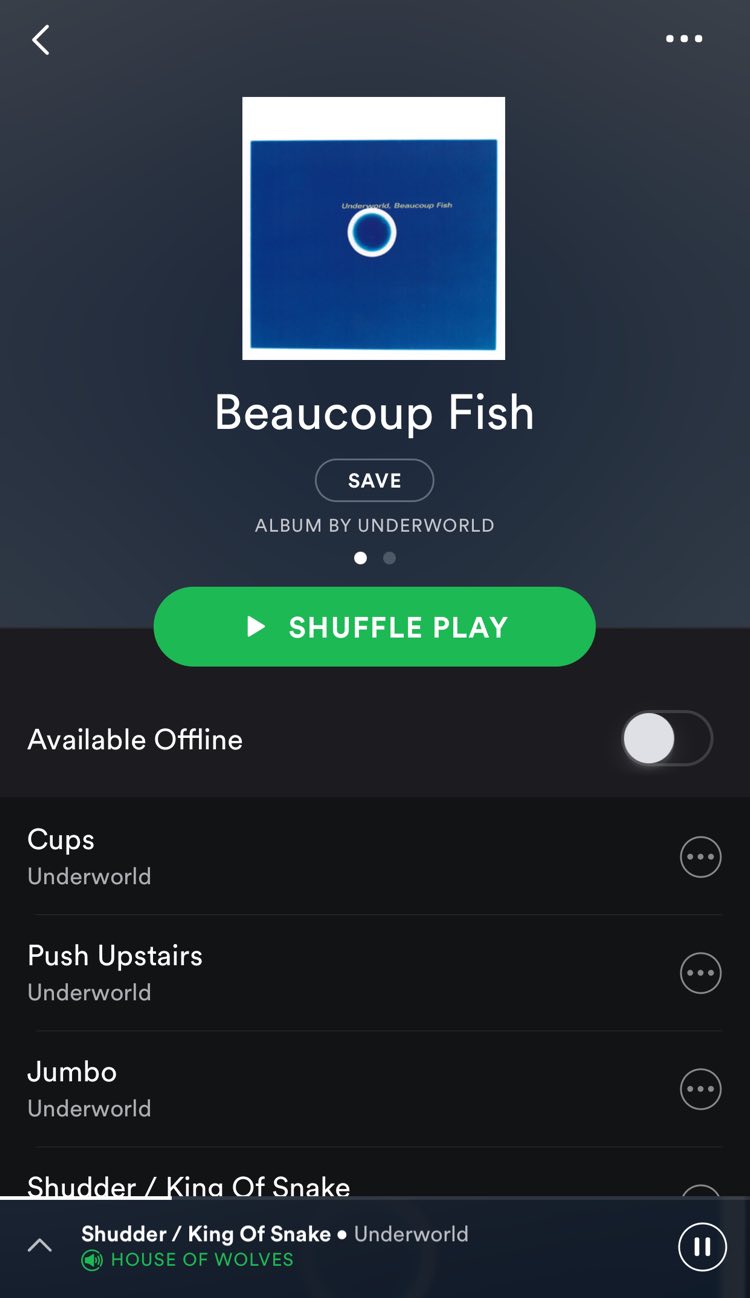 Underworld, Beaucoup Fish
Beaucoup Fish
SAVE
ALBUM BY UNDERWORLD
SHUFFLE PLAY
Available Offline
Cups
Underworld
Push Upstairs
Underworld
Jumbo
Underworld
Shudder / King Of Snake
Shudder / King Of Snake • Underworld
HOUSE OF WOLVES